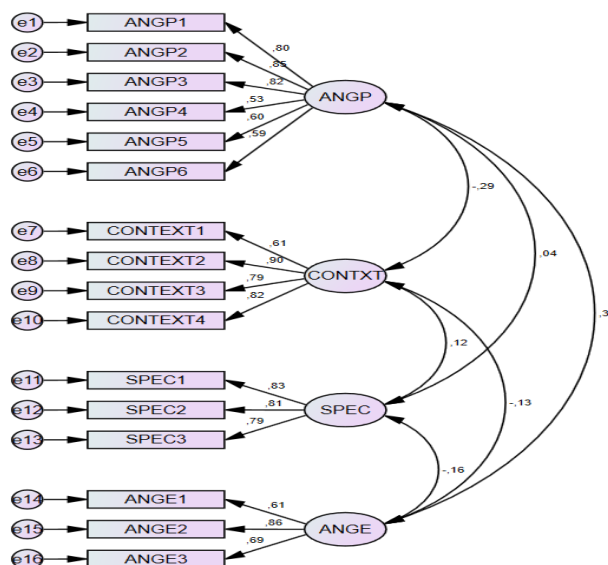 e1 ANGP1
,80
e2 ANGP2
,85
e3 ANGP3
,82
ANGP
e4 ANGP4
,53
e5 ANGP5
,60
e6 ANGP6
,59
-,29
e7 CONTEXT1
,61
,04
e8 CONTEXT2
,90
CONTXT
e9 CONTEXT3
,79
e10 CONTEXT4
,82
,3
,12
e11 SPEC1
,83
e12 SPEC2
,81
SPEC
-,13
e13 SPEC3
,79
-,16
e14 ANGE1
,61
e15 ANGE2
,86
ANGE
e16 ANGE3
,69